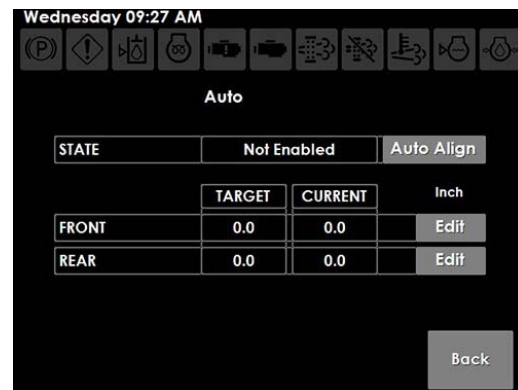 Wednesday 09:27 AM
(P)
Auto
STATE Not Enabled Auto Align
TARGET CURRENT Inch
FRONT 0.0 0.0 Edit
REAR 0.0 0.0 Edit
Back